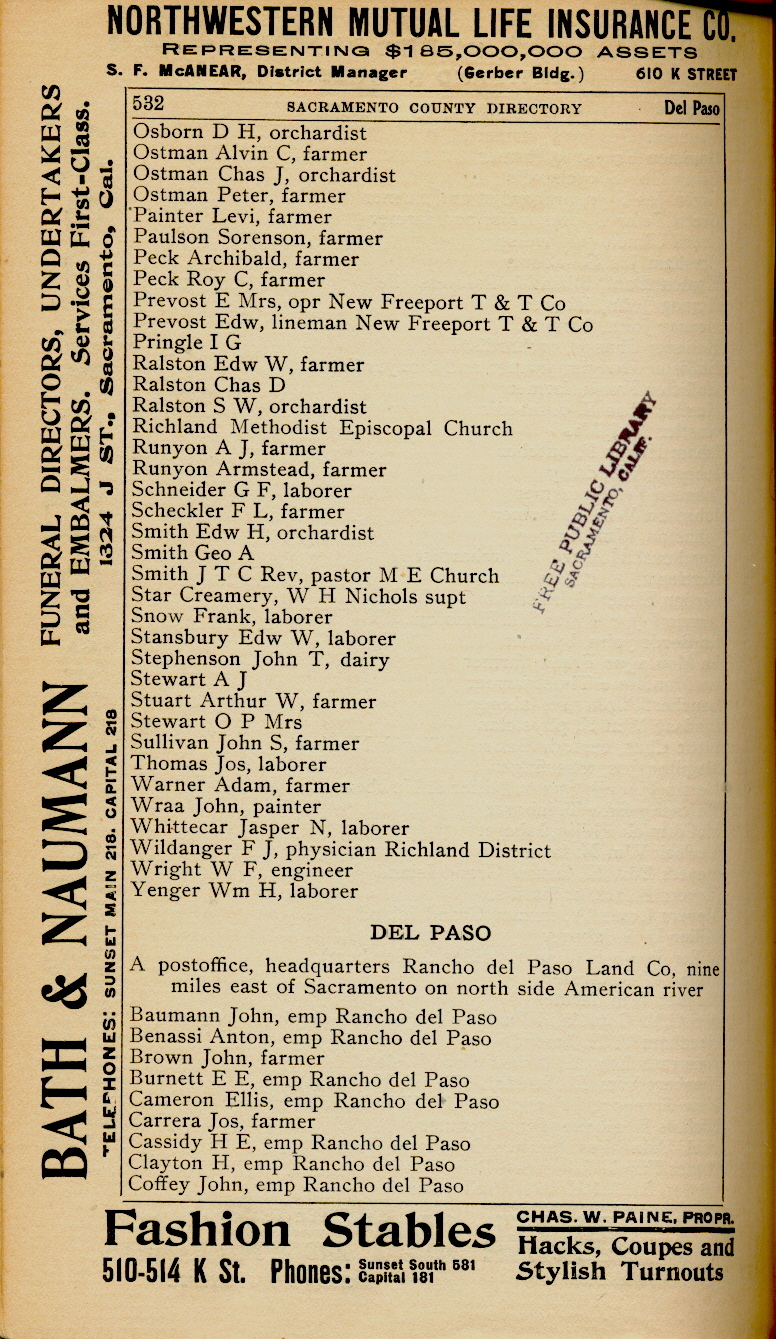 NORTHWESTERN MUTUAL LIFE INSURANCE CO.
REPRESENTING $185,000,000 ASSETS
S. F. McANEAR, District Manager (Gerber Bldg.) 610 K STREET
532 SACRAMENTO COUNTY DIRECTORY Del Paso
Osborn D H, orchardist
Ostman Alvin C, farmer
Ostman Chas J, orchardist
Ostman Peter, farmer
Painter Levi, farmer
Paulson Sorenson, farmer
Peck Archibald, farmer
Peck Roy C, farmer
Prevost E Mrs, opr New Freeport T & T Co
Prevost Edw, lineman New Freeport T & T Co
Pringle I G
Ralston Edw W, farmer
Ralston Chas D
Ralston S W, orchardist
Richland Methodist Episcopal Church
Runyon A J, farmer
Runyon Armstead, farmer
Schneider G F, laborer
Scheckler F L, farmer
Smith Edw H, orchardist
Smith Geo A
Smith J T C Rev, pastor M E Church
Star Creamery, W H Nichols supt
Snow Frank, laborer
Stansbury Edw W, laborer
Stephenson John T, dairy
Stewart A J
Stuart Arthur W, farmer
Stewart O P Mrs
Sullivan John S, farmer
Thomas Jos, laborer
Warner Adam, farmer
Wraa John, painter
Whittecar Jasper N, laborer
Wildanger F J, physician Richland District
Wright W F, engineer
Yenger Wm H, laborer
DEL PASO
A postoffice, headquarters Rancho del Paso Land Co, nine
miles east of Sacramento on north side American river
Baumann John, emp Rancho del Paso
Benassi Anton, emp Rancho del Paso
Brown John, farmer
Burnett E E, emp Rancho del Paso
Cameron Ellis, emp Rancho del Paso
Carrera Jos, farmer
Cassidy H E, emp Rancho del Paso
Clayton H, emp Rancho del Paso
Coffey John, emp Rancho del Paso
FREE PUBLIC LIBRARY
SACRAMENTO, CALIF.
BATH & NAUMANN FUNERAL DIRECTORS, UNDERTAKERS
and EMBALMERS. Services First-Class.
TELEPHONES: SUNSET MAIN 218. CAPITAL 218 1324 J ST., Sacramento, Cal.
Fashion Stables
510-514 K St. Phones: Sunset South 581
Capital 181
CHAS. W. PAINE, PROPR.
Hacks, Coupes and
Stylish Turnouts